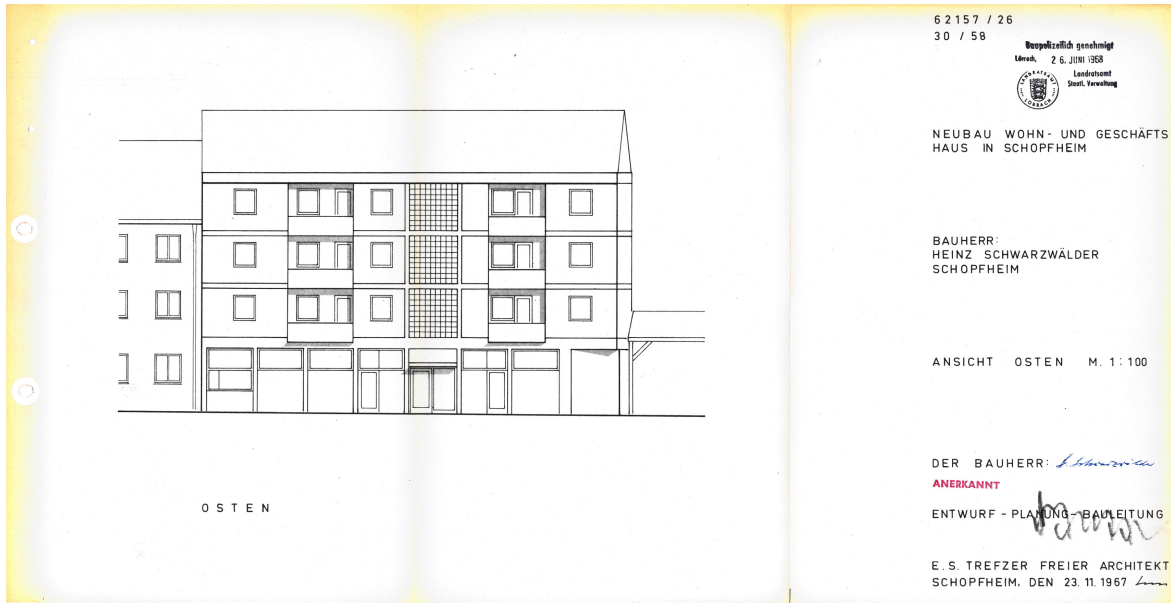 62157 / 26
30 / 58
Baupolizeilich genehmigt
Lörrach, 26. JUNI 1968
Landratsamt
Staatl. Verwaltung
LANDRATSAMT
LÖRRACH
NEUBAU WOHN- UND GESCHÄFTS
HAUS IN SCHOPFHEIM
BAUHERR:
HEINZ SCHWARZWÄLDER
SCHOPFHEIM
ANSICHT OSTEN M. 1:100
DER BAUHERR:
ANERKANNT
ENTWURF - PLANUNG - BAULEITUNG
E.S. TREFZER FREIER ARCHITEKT
SCHOPFHEIM, DEN 23.11.1967
OSTEN